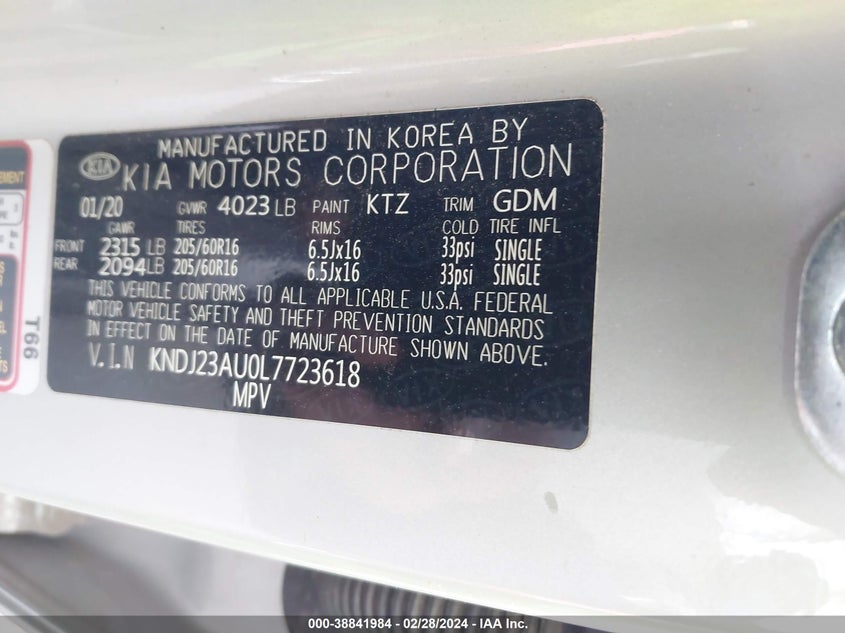 MANUFACTURED IN KOREA BY
KIA KIA MOTORS CORPORATION
01/20 GVWR 4023 LB PAINT KTZ TRIM GDM
GAWR TIRES RIMS COLD TIRE INFL
FRONT 2315 LB 205/60R16 6.5Jx16 33psi SINGLE
REAR 2094 LB 205/60R16 6.5Jx16 33psi SINGLE
THIS VEHICLE CONFORMS TO ALL APPLICABLE U.S.A. FEDERAL
MOTOR VEHICLE SAFETY AND THEFT PREVENTION STANDARDS
IN EFFECT ON THE DATE OF MANUFACTURE SHOWN ABOVE.
V.I.N KNDJ23AU0L7723618
MPV
T66
000-38841984 / 02/28/2024 / IAA